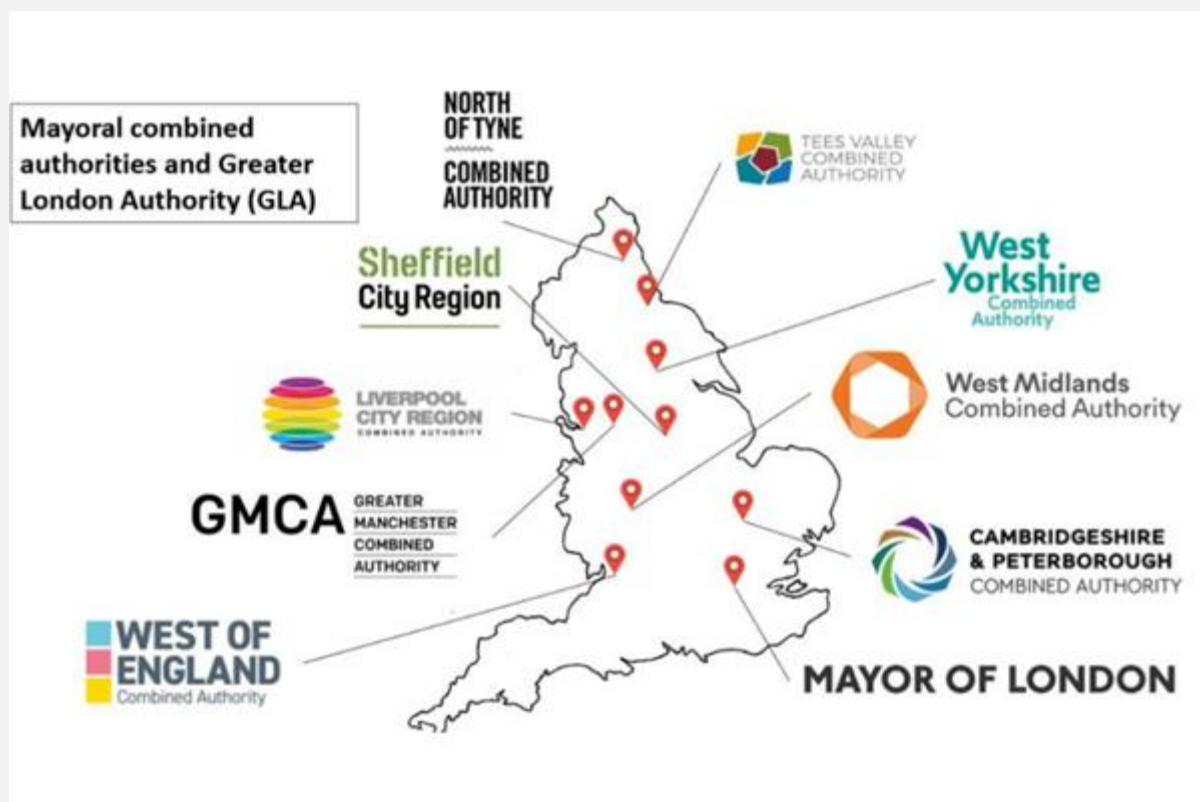 Mayoral combined
authorities and Greater
London Authority (GLA)
NORTH
OF TYNE
COMBINED
AUTHORITY
TEES VALLEY
COMBINED
AUTHORITY
Sheffield
City Region
West
Yorkshire
Combined
Authority
LIVERPOOL
CITY REGION
COMBINED AUTHORITY
West Midlands
Combined Authority
GMCA
GREATER
MANCHESTER
COMBINED
AUTHORITY
CAMBRIDGESHIRE
& PETERBOROUGH
COMBINED AUTHORITY
WEST OF
ENGLAND
Combined Authority
MAYOR OF LONDON